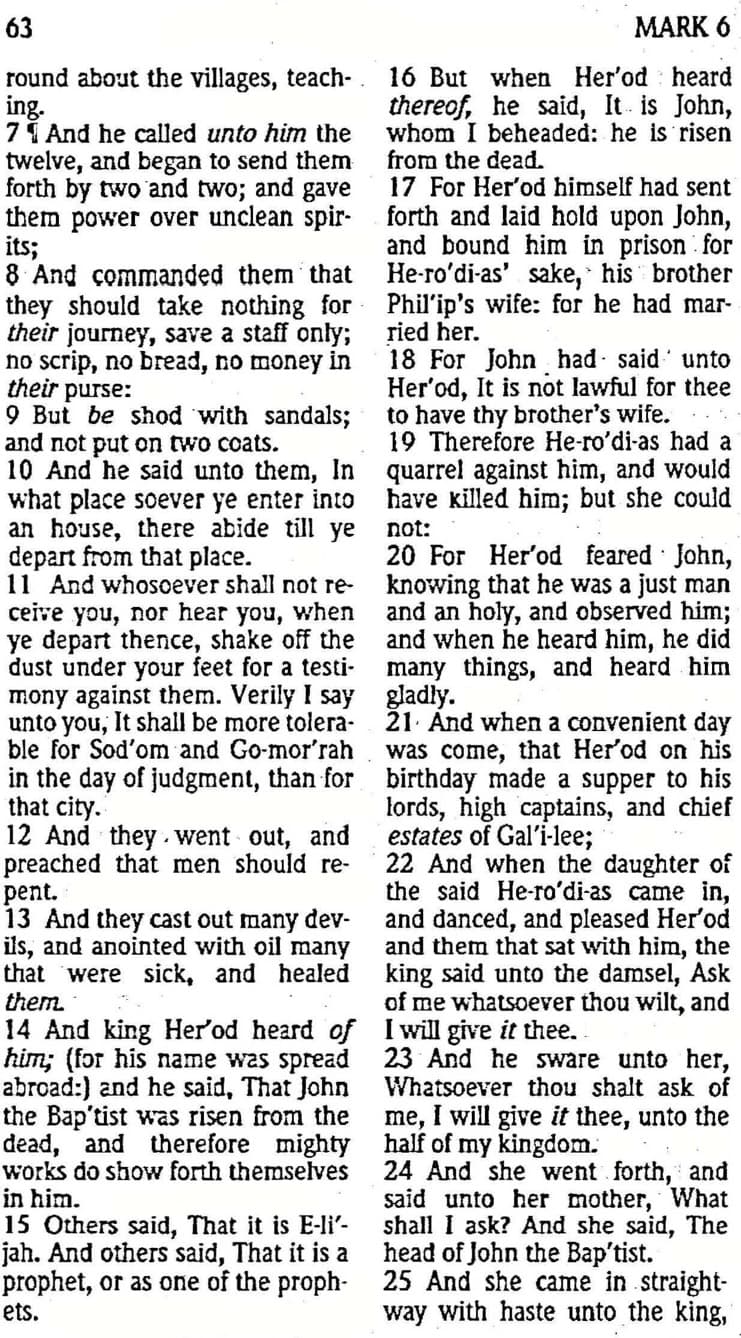 63
MARK 6
round about the villages, teach-
ing.
7 ¶ And he called unto him the
twelve, and began to send them
forth by two and two; and gave
them power over unclean spir-
its;
8 And commanded them that
they should take nothing for
their journey, save a staff only;
no scrip, no bread, no money in
their purse:
9 But be shod with sandals;
and not put on two coats.
10 And he said unto them, In
what place soever ye enter into
an house, there abide till ye
depart from that place.
11 And whosoever shall not re-
ceive you, nor hear you, when
ye depart thence, shake off the
dust under your feet for a testi-
mony against them. Verily I say
unto you, It shall be more tolera-
ble for Sod'om and Go-mor'rah
in the day of judgment, than for
that city.
12 And they went out, and
preached that men should re-
pent.
13 And they cast out many dev-
ils, and anointed with oil many
that were sick, and healed
them.
14 And king Her'od heard of
him; (for his name was spread
abroad:) and he said, That John
the Bap'tist was risen from the
dead, and therefore mighty
works do show forth themselves
in him.
15 Others said, That it is E-li'-
jah. And others said, That it is a
prophet, or as one of the proph-
ets.
16 But when Her'od heard
thereof, he said, It is John,
whom I beheaded: he is risen
from the dead.
17 For Her'od himself had sent
forth and laid hold upon John,
and bound him in prison for
He-ro'di-as' sake, his brother
Phil'ip's wife: for he had mar-
ried her.
18 For John had said unto
Her'od, It is not lawful for thee
to have thy brother's wife.
19 Therefore He-ro'di-as had a
quarrel against him, and would
have killed him; but she could
not:
20 For Her'od feared John,
knowing that he was a just man
and an holy, and observed him;
and when he heard him, he did
many things, and heard him
gladly.
21 And when a convenient day
was come, that Her'od on his
birthday made a supper to his
lords, high captains, and chief
estates of Gal'i-lee;
22 And when the daughter of
the said He-ro'di-as came in,
and danced, and pleased Her'od
and them that sat with him, the
king said unto the damsel, Ask
of me whatsoever thou wilt, and
I will give it thee.
23 And he sware unto her,
Whatsoever thou shalt ask of
me, I will give it thee, unto the
half of my kingdom.
24 And she went forth, and
said unto her mother, What
shall I ask? And she said, The
head of John the Bap'tist.
25 And she came in straight-
way with haste unto the king,